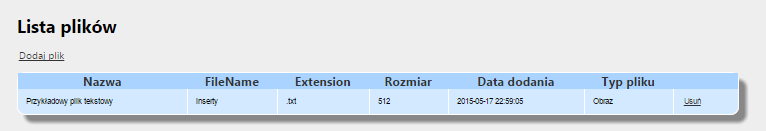 Lista plików
Dodaj plik
Nazwa FileName Extension Rozmiar Data dodania Typ pliku
Przykładowy plik tekstowy Inserty .txt 512 2015-05-17 22:59:05 Obraz Usuń